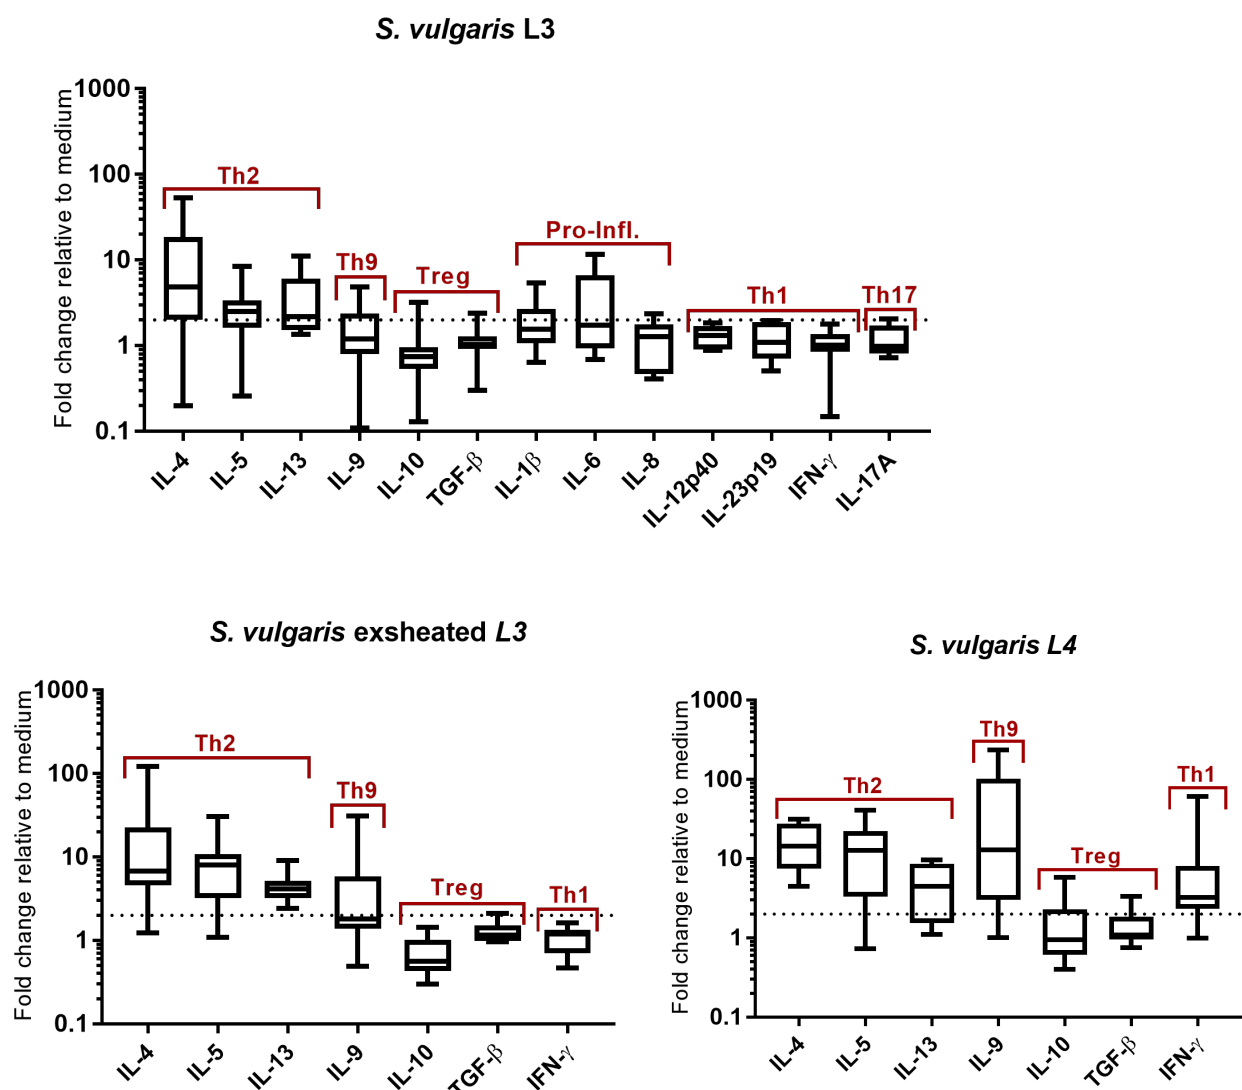 S. vulgaris L3
Fold change relative to medium
1000
100
10
1
0.1
Th2
Th9
Treg
Pro-Infl.
Th1
Th17
IL-4
IL-5
IL-13
IL-9
IL-10
TGF-β
IL-1β
IL-6
IL-8
IL-12p40
IL-23p19
IFN-γ
IL-17A
S. vulgaris exsheated L3
Fold change relative to medium
1000
100
10
1
0.1
Th2
Th9
Treg
Th1
IL-4
IL-5
IL-13
IL-9
IL-10
TGF-β
IFN-γ
S. vulgaris L4
Fold change relative to medium
1000
100
10
1
0.1
Th2
Th9
Treg
Th1
IL-4
IL-5
IL-13
IL-9
IL-10
TGF-β
IFN-γ